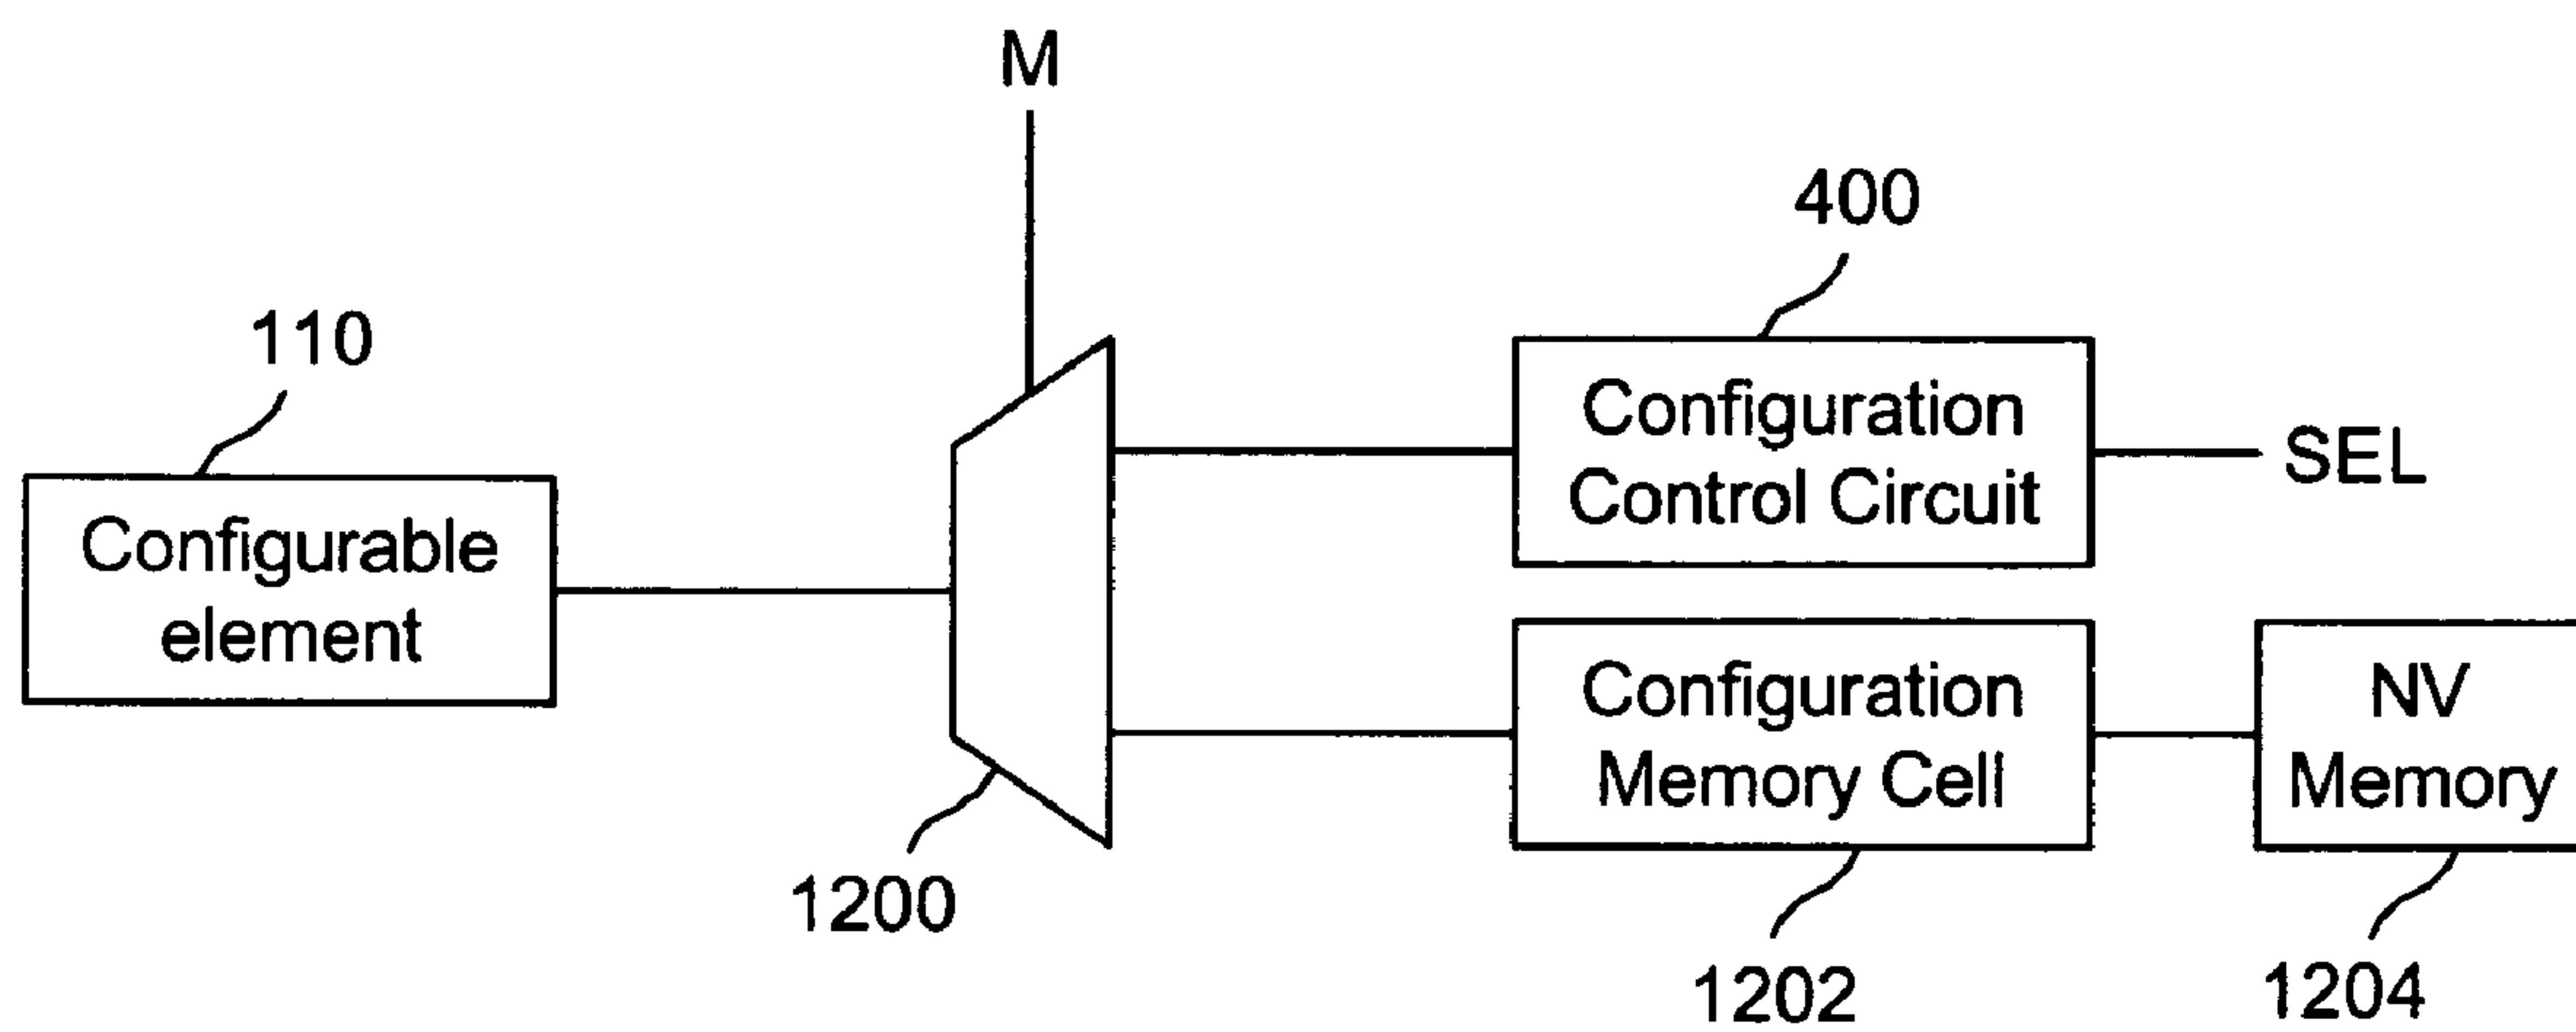 M
400
110
Configuration
Control Circuit
SEL
Configurable
element
Configuration
Memory Cell
NV
Memory
1200
1202
1204